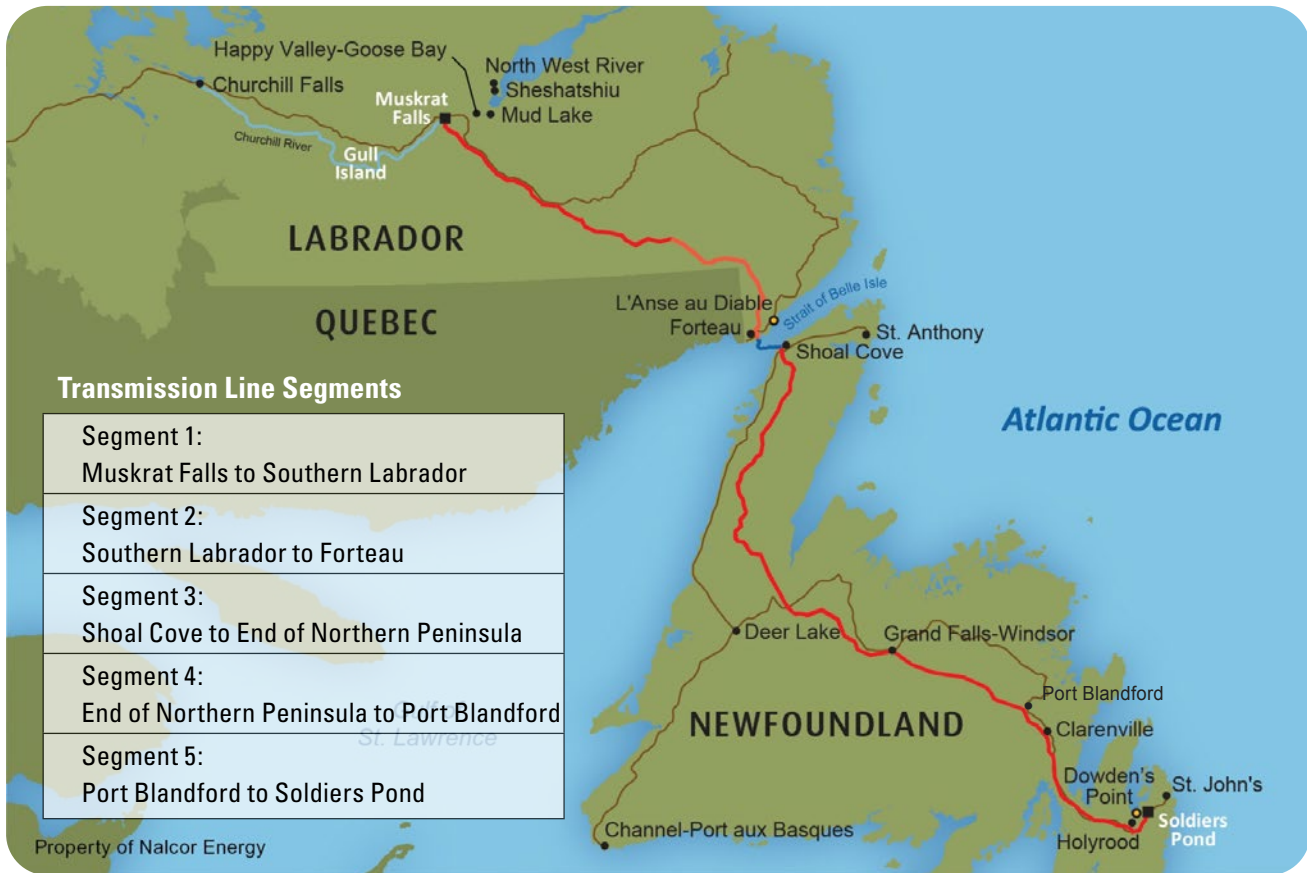 Happy Valley-Goose Bay
North West River
Sheshatshiu
Churchill Falls
Muskrat
Falls
Mud Lake
Churchill River
Gull
Island
LABRADOR
QUEBEC
L'Anse au Diable
Forteau
Strait of Belle Isle
St. Anthony
Shoal Cove
Atlantic Ocean
Transmission Line Segments
Segment 1:
Muskrat Falls to Southern Labrador
Segment 2:
Southern Labrador to Forteau
Segment 3:
Shoal Cove to End of Northern Peninsula
Segment 4:
End of Northern Peninsula to Port Blandford
Segment 5:
Port Blandford to Soldiers Pond
Gulf of
St. Lawrence
Deer Lake
Grand Falls-Windsor
Port Blandford
NEWFOUNDLAND
Clarenville
Dowden's
Point
St. John's
Soldiers
Pond
Holyrood
Channel-Port aux Basques
Property of Nalcor Energy